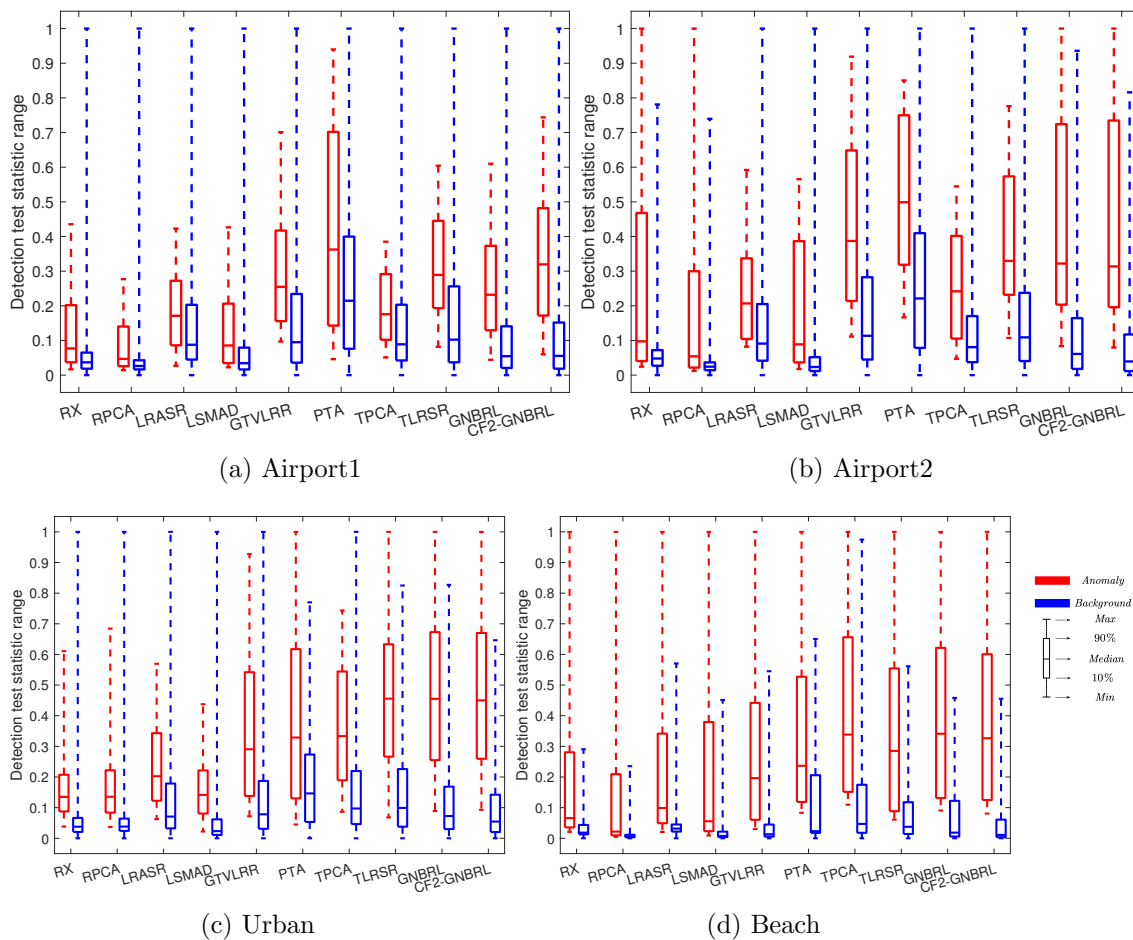 Detection test statistic range
1
0.9
0.8
0.7
0.6
0.5
0.4
0.3
0.2
0.1
0
RX RPCA LRASR LSMAD GTVLRR PTA TPCA TLRSR GNBRL CF2-GNBRL
(a) Airport1
Detection test statistic range
1
0.9
0.8
0.7
0.6
0.5
0.4
0.3
0.2
0.1
0
RX RPCA LRASR LSMAD GTVLRR PTA TPCA TLRSR GNBRL CF2-GNBRL
(b) Airport2
Detection test statistic range
1
0.9
0.8
0.7
0.6
0.5
0.4
0.3
0.2
0.1
0
RX RPCA LRASR LSMAD GTVLRR PTA TPCA TLRSR GNBRL CF2-GNBRL
(c) Urban
Detection test statistic range
1
0.9
0.8
0.7
0.6
0.5
0.4
0.3
0.2
0.1
0
RX RPCA LRASR LSMAD GTVLRR PTA TPCA TLRSR GNBRL CF2-GNBRL
(d) Beach
Anomaly
Background
Max
90%
Median
10%
Min